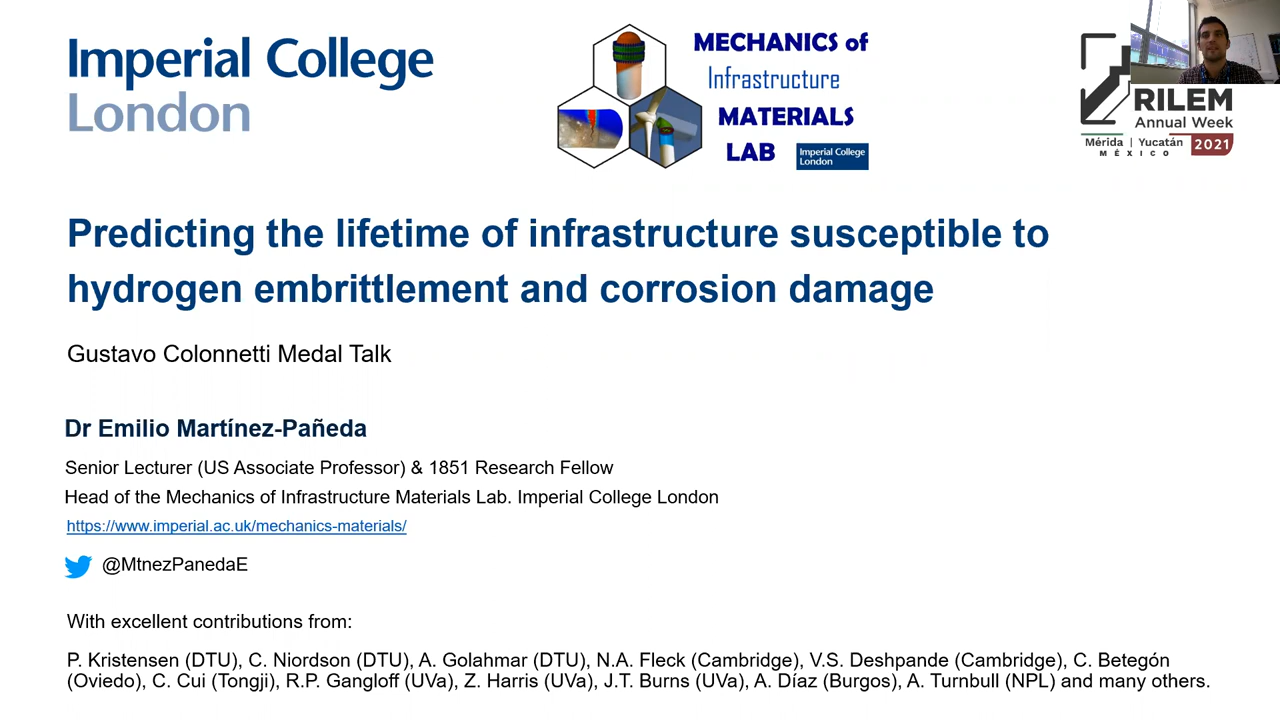 Imperial College
London
MECHANICS of
Infrastructure
MATERIALS
LAB
Imperial College
London
RILEM
Annual Week
Mérida | Yucatán
MÉXICO
2021
Predicting the lifetime of infrastructure susceptible to
hydrogen embrittlement and corrosion damage
Gustavo Colonnetti Medal Talk
Dr Emilio Martínez-Pañeda
Senior Lecturer (US Associate Professor) & 1851 Research Fellow
Head of the Mechanics of Infrastructure Materials Lab. Imperial College London
https://www.imperial.ac.uk/mechanics-materials/
@MtnezPanedaE
With excellent contributions from:
P. Kristensen (DTU), C. Niordson (DTU), A. Golahmar (DTU), N.A. Fleck (Cambridge), V.S. Deshpande (Cambridge), C. Betegón
(Oviedo), C. Cui (Tongji), R.P. Gangloff (UVa), Z. Harris (UVa), J.T. Burns (UVa), A. Díaz (Burgos), A. Turnbull (NPL) and many others.